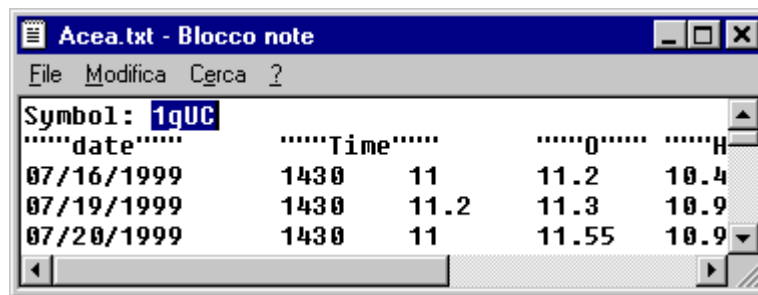 Acea.txt - Blocco note
File Modifica Cerca ?
Symbol: 1gUC
""""""date"""""" """"""Time"""""" """"""O"""""" """"""H
07/16/1999 1430 11 11.2 10.4
07/19/1999 1430 11.2 11.3 10.9
07/20/1999 1430 11 11.55 10.9